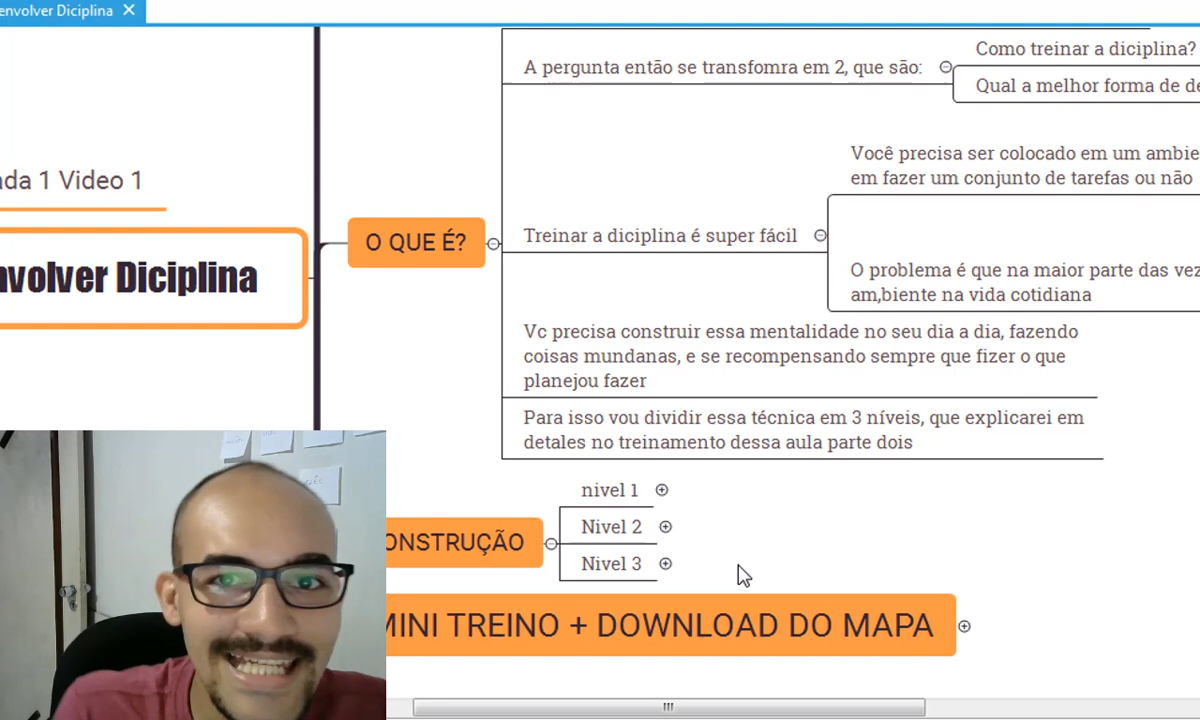 envolver Diciplina
ada 1 Video 1
nvolver Diciplina
O QUE É?
A pergunta então se transfomra em 2, que são:
Como treinar a diciplina?
Qual a melhor forma de de
Treinar a diciplina é super fácil
Você precisa ser colocado em um ambie
em fazer um conjunto de tarefas ou não
O problema é que na maior parte das vez
am,biente na vida cotidiana
Vc precisa construir essa mentalidade no seu dia a dia, fazendo
coisas mundanas, e se recompensando sempre que fizer o que
planejou fazer
Para isso vou dividir essa técnica em 3 níveis, que explicarei em
detales no treinamento dessa aula parte dois
ONSTRUÇÃO
nivel 1
Nivel 2
Nivel 3
MINI TREINO + DOWNLOAD DO MAPA